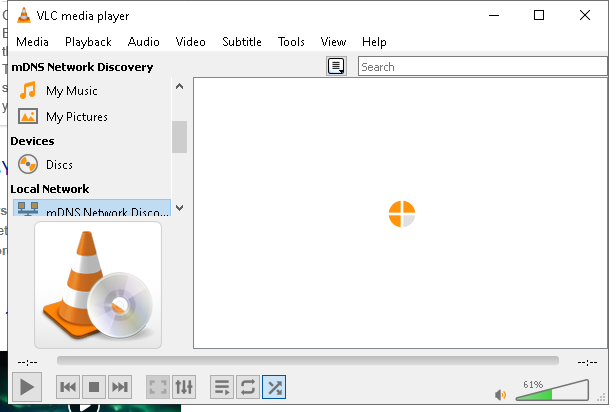 VLC media player
Media Playback Audio Video Subtitle Tools View Help
mDNS Network Discovery
Search
My Music
My Pictures
Devices
Discs
Local Network
mDNS Network Disco...
--:-- --:--
61%